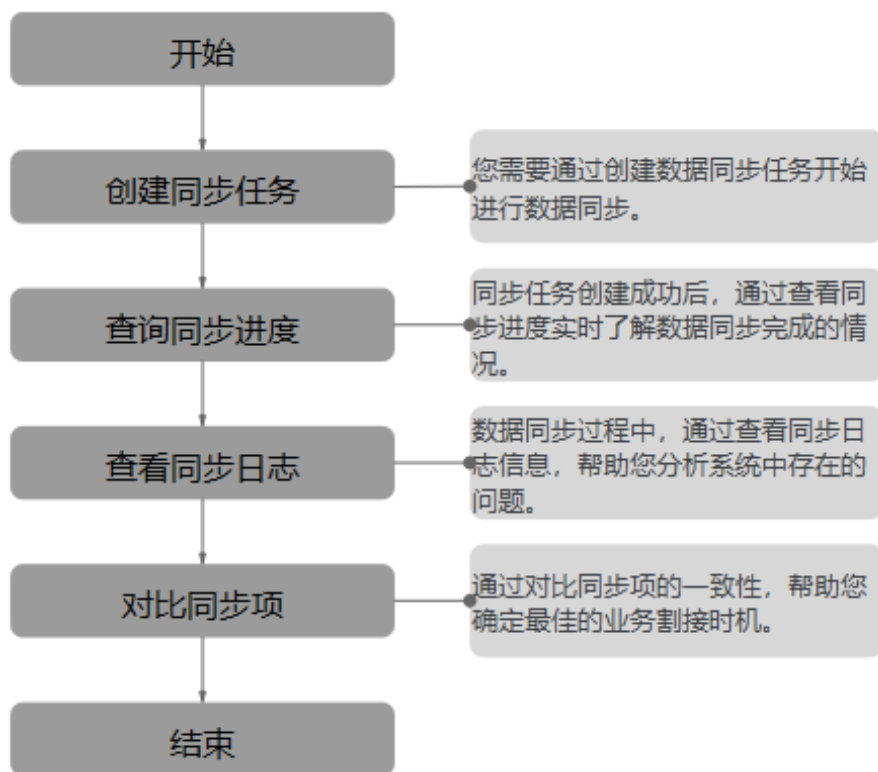 开始
创建同步任务
您需要通过创建数据同步任务开始
进行数据同步。
查询同步进度
同步任务创建成功后，通过查看同
步进度实时了解数据同步完成的情
况。
查看同步日志
数据同步过程中，通过查看同步日
志信息，帮助您分析系统中存在的
问题。
对比同步项
通过对比同步项的一致性，帮助您
确定最佳的业务割接时机。
结束